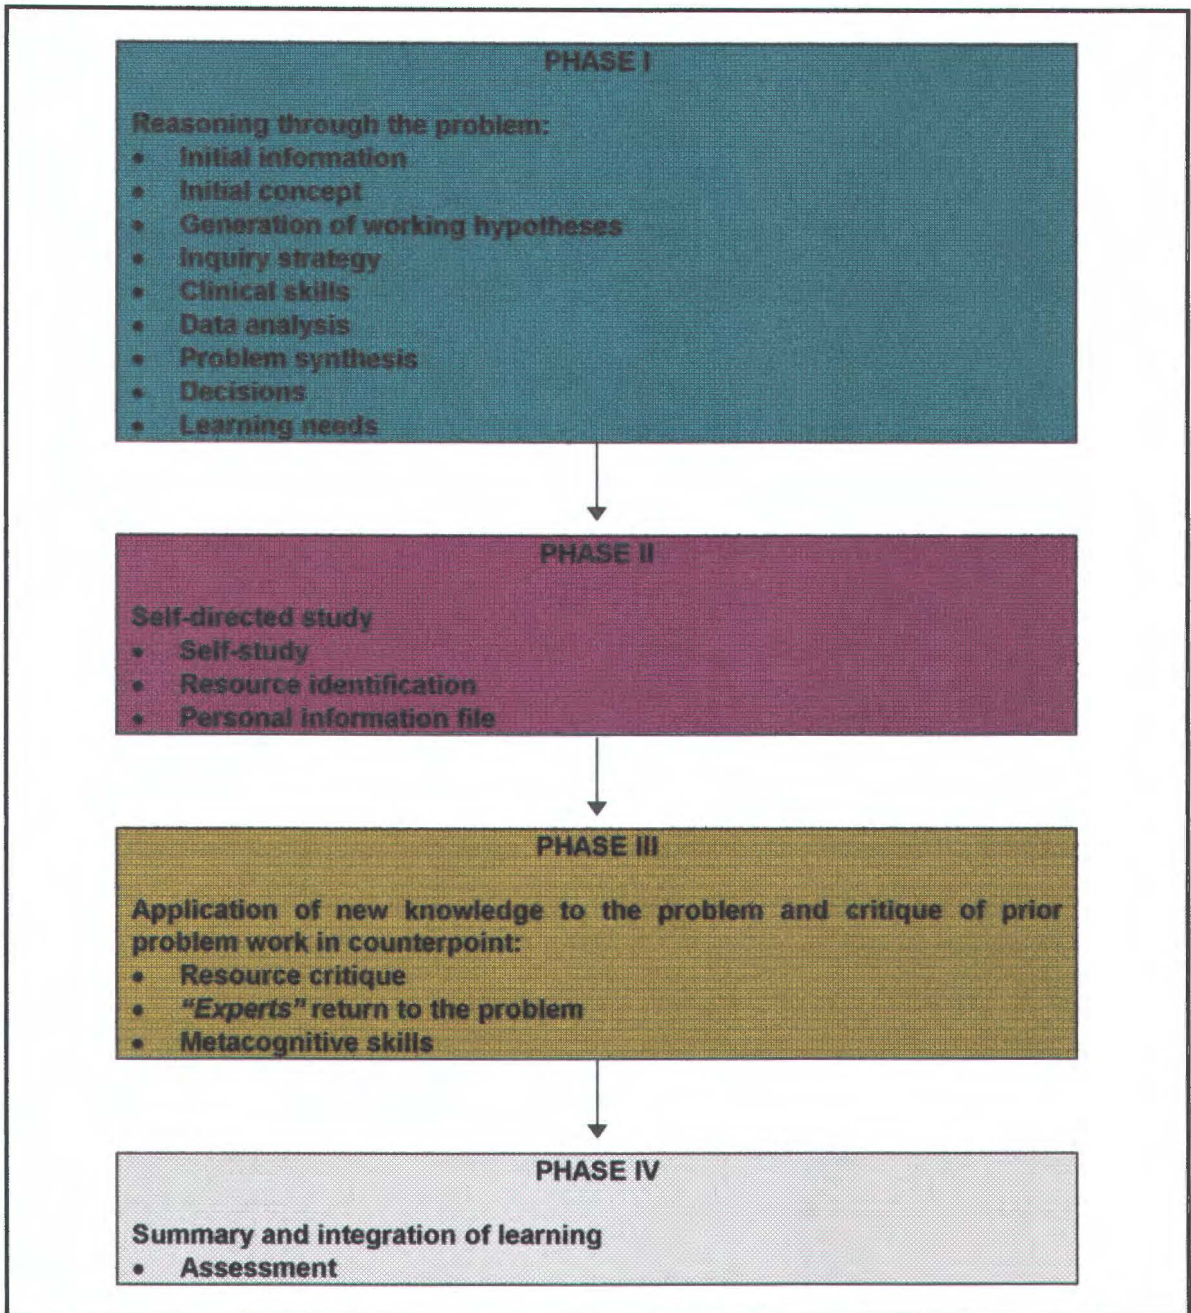 PHASE I
Reasoning through the problem:
• Initial information
• Initial concept
• Generation of working hypotheses
• Inquiry strategy
• Clinical skills
• Data analysis
• Problem synthesis
• Decisions
• Learning needs
PHASE II
Self-directed study
• Self-study
• Resource identification
• Personal information file
PHASE III
Application of new knowledge to the problem and critique of prior
problem work in counterpoint:
• Resource critique
• "Experts" return to the problem
• Metacognitive skills
PHASE IV
Summary and integration of learning
• Assessment